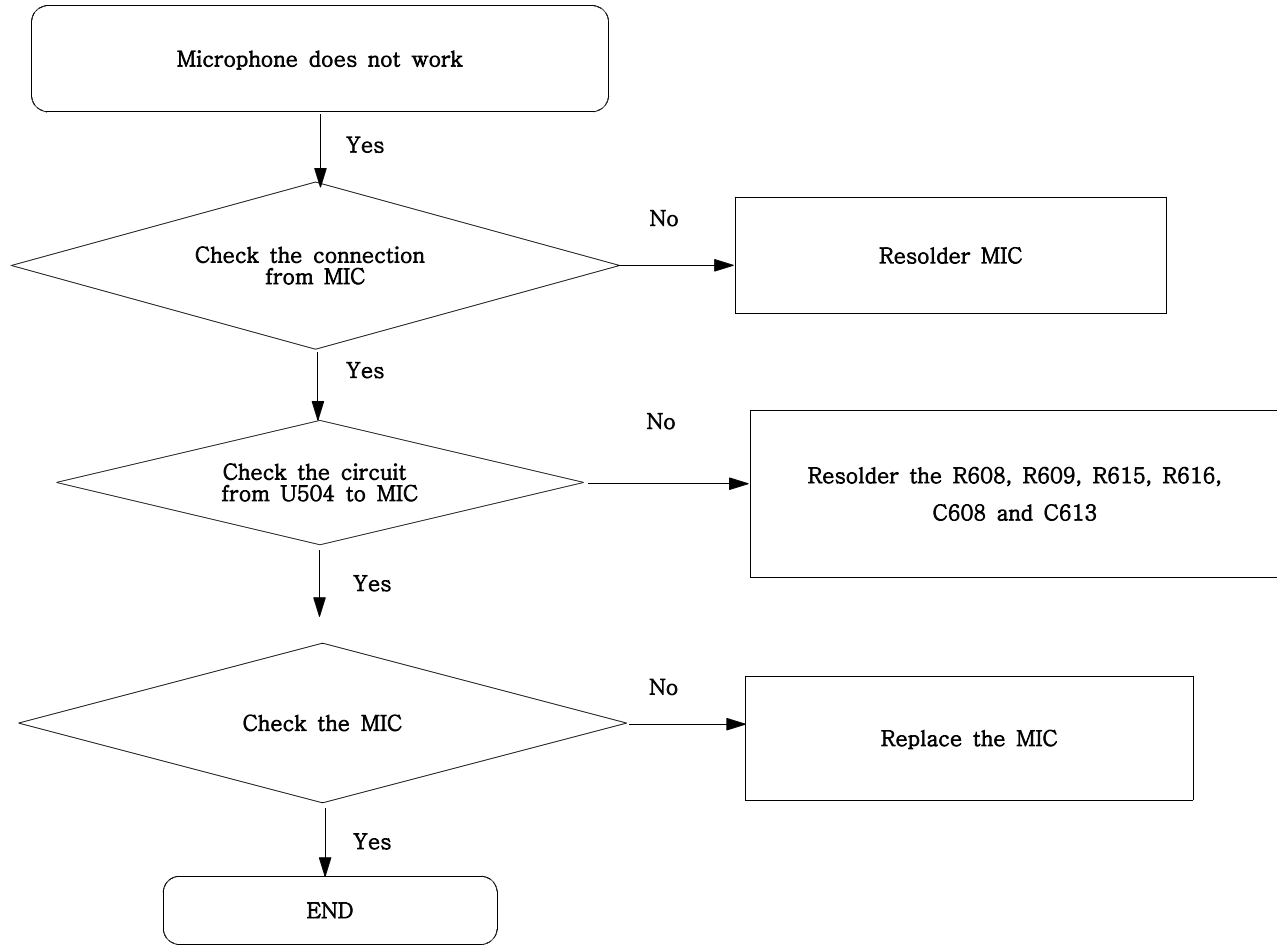 Microphone does not work
Yes
Check the connection
from MIC
No
Resolder MIC
Yes
Check the circuit
from U504 to MIC
No
Resolder the R608, R609, R615, R616,
C608 and C613
Yes
Check the MIC
No
Replace the MIC
Yes
END